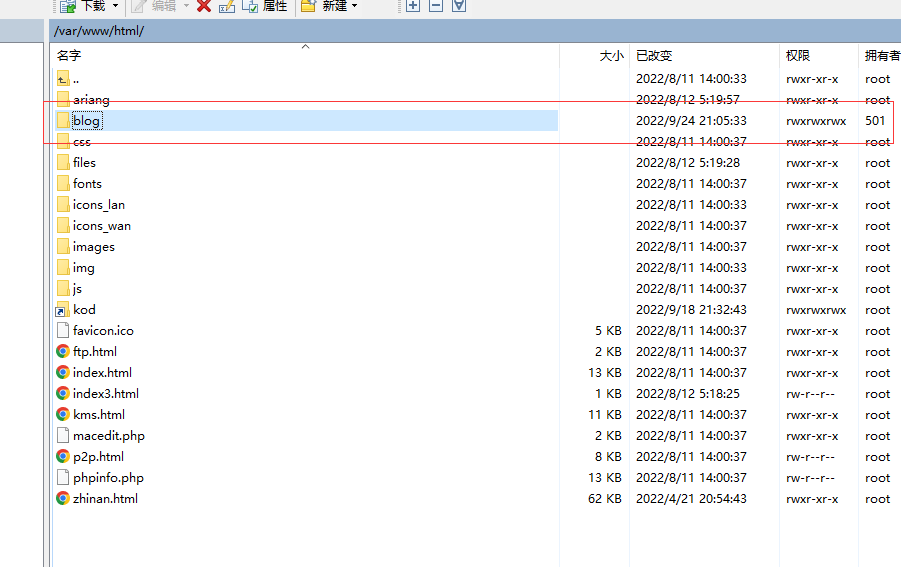 下载 编辑 属性 新建
/var/www/html/
名字 大小 已改变 权限 拥有者
.. 2022/8/11 14:00:33 rwxr-xr-x root
ariang 2022/8/12 5:19:57 rwxr-xr-x root
blog 2022/9/24 21:05:33 rwxrwxrwx 501
css 2022/8/11 14:00:37 rwxr-xr-x root
files 2022/8/12 5:19:28 rwxr-xr-x root
fonts 2022/8/11 14:00:37 rwxr-xr-x root
icons_lan 2022/8/11 14:00:33 rwxr-xr-x root
icons_wan 2022/8/11 14:00:37 rwxr-xr-x root
images 2022/8/11 14:00:37 rwxr-xr-x root
img 2022/8/11 14:00:33 rwxr-xr-x root
js 2022/8/11 14:00:37 rwxr-xr-x root
kod 2022/9/18 21:32:43 rwxrwxrwx root
favicon.ico 5 KB 2022/8/11 14:00:37 rwxr-xr-x root
ftp.html 2 KB 2022/8/11 14:00:37 rwxr-xr-x root
index.html 13 KB 2022/8/11 14:00:37 rwxr-xr-x root
index3.html 1 KB 2022/8/12 5:18:25 rw-r--r-- root
kms.html 11 KB 2022/8/11 14:00:37 rwxr-xr-x root
macedit.php 2 KB 2022/8/11 14:00:37 rwxr-xr-x root
p2p.html 8 KB 2022/8/11 14:00:37 rw-r--r-- root
phpinfo.php 13 KB 2022/8/11 14:00:37 rw-r--r-- root
zhinan.html 62 KB 2022/4/21 20:54:43 rwxr-xr-x root